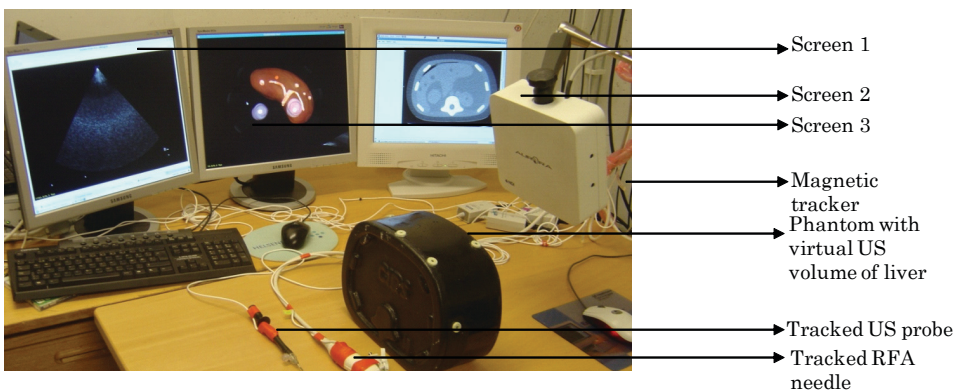 Screen 1
Screen 2
Screen 3
Magnetic
tracker
Phantom with
virtual US
volume of liver
Tracked US probe
Tracked RFA
needle
SAMSUNG
SAMSUNG
AURORA